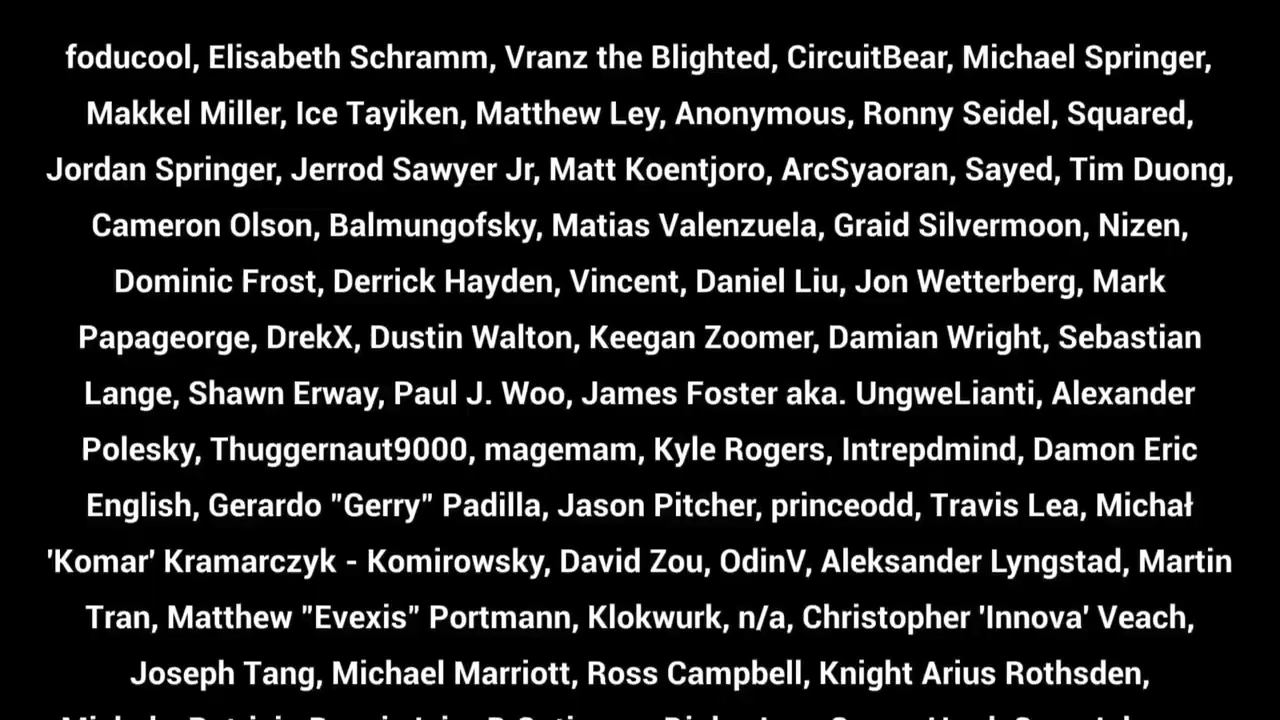 foducool, Elisabeth Schramm, Vranz the Blighted, CircuitBear, Michael Springer,
Makkel Miller, Ice Tayiken, Matthew Ley, Anonymous, Ronny Seidel, Squared,
Jordan Springer, Jerrod Sawyer Jr, Matt Koentjoro, ArcSyaoran, Sayed, Tim Duong,
Cameron Olson, Balmungofsky, Matias Valenzuela, Graid Silvermoon, Nizen,
Dominic Frost, Derrick Hayden, Vincent, Daniel Liu, Jon Wetterberg, Mark
Papageorge, DrekX, Dustin Walton, Keegan Zoomer, Damian Wright, Sebastian
Lange, Shawn Erway, Paul J. Woo, James Foster aka. UngweLianti, Alexander
Polesky, Thuggernaut9000, magemam, Kyle Rogers, Intrepdmind, Damon Eric
English, Gerardo "Gerry" Padilla, Jason Pitcher, princeodd, Travis Lea, Michał
'Komar' Kramarczyk - Komirowsky, David Zou, OdinV, Aleksander Lyngstad, Martin
Tran, Matthew "Evexis" Portmann, Klokwurk, n/a, Christopher 'Innova' Veach,
Joseph Tang, Michael Marriott, Ross Campbell, Knight Arius Rothsden,